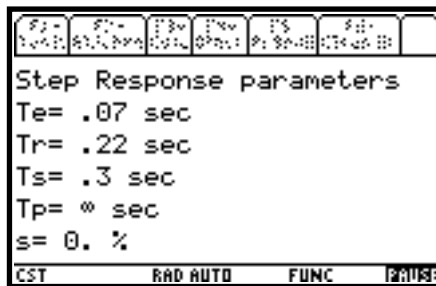 Step Response parameters
Te= .07 sec
Tr= .22 sec
Ts= .3 sec
Tp= ∞ sec
s= 0. %
CST RAD AUTO FUNC PAUSE